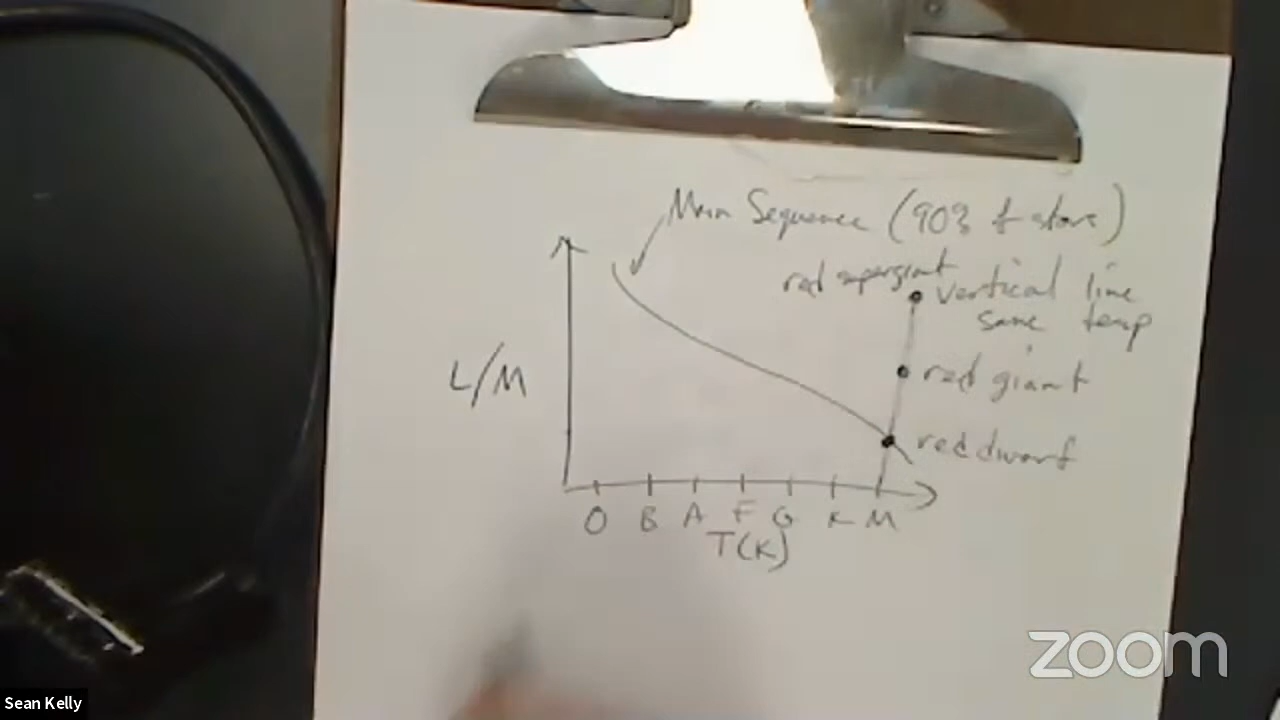 Main Sequence (90% of stars)
red supergiant
vertical line
same temp
L/M
red giant
red dwarf
O B A F G K M
T(K)
zoom
Sean Kelly